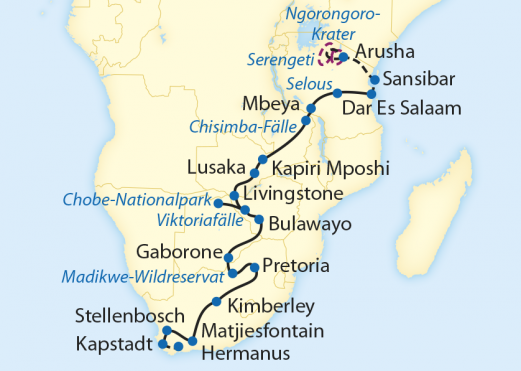 Ngorongoro-
Krater
Arusha
Serengeti
Sansibar
Selous
Mbeya
Dar Es Salaam
Chisimba-Fälle
Lusaka
Kapiri Mposhi
Livingstone
Chobe-Nationalpark
Viktoriafälle
Bulawayo
Gaborone
Pretoria
Madikwe-Wildreservat
Kimberley
Stellenbosch
Matjiesfontain
Kapstadt
Hermanus